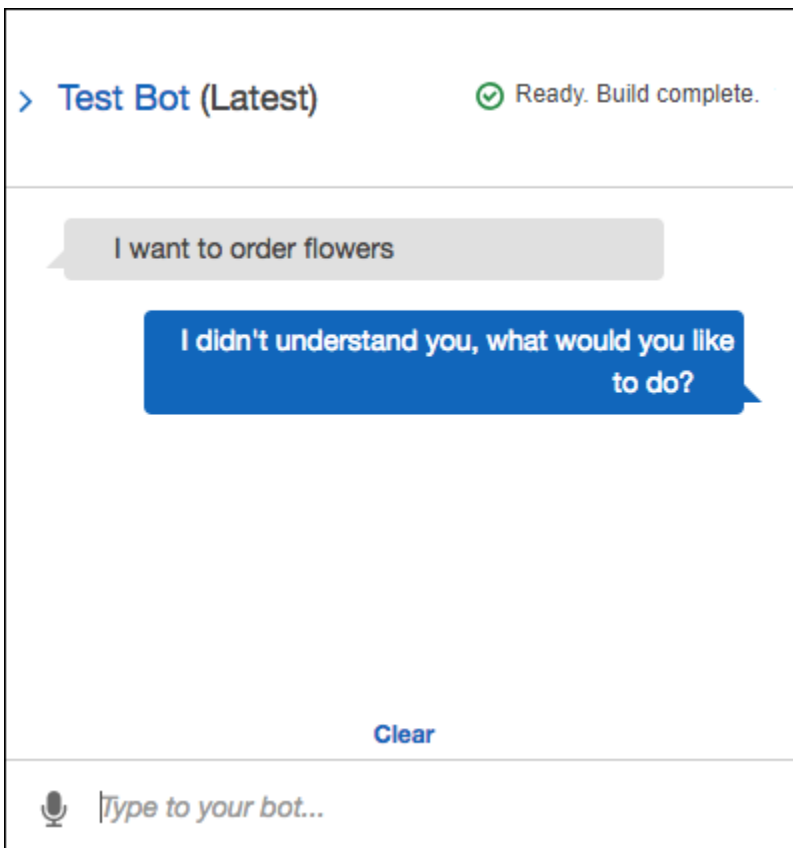 Test Bot (Latest)
Ready. Build complete.
I want to order flowers
I didn't understand you, what would you like
to do?
Clear
Type to your bot...